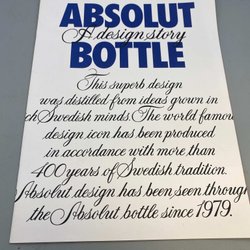 ABSOLUT
A design story
BOTTLE
This superb design
was distilled from ideas grown in
ch Swedish minds. The world famou
design icon has been produced
in accordance with more than
400 years of Swedish tradition.
Absolut design has been seen through
the Absolut bottle since 1979.